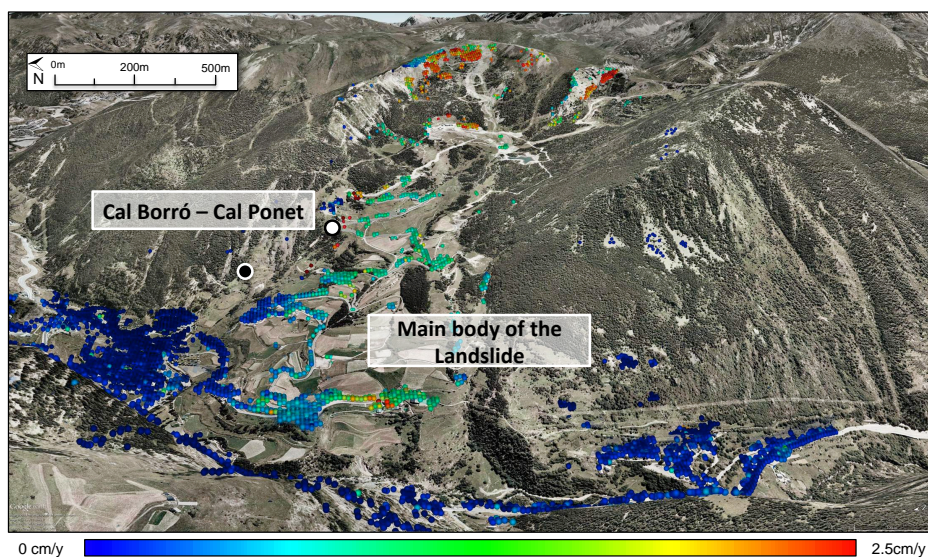 0m
200m
500m
N
Cal Borró – Cal Ponet
Main body of the
Landslide
0 cm/y
2.5cm/y